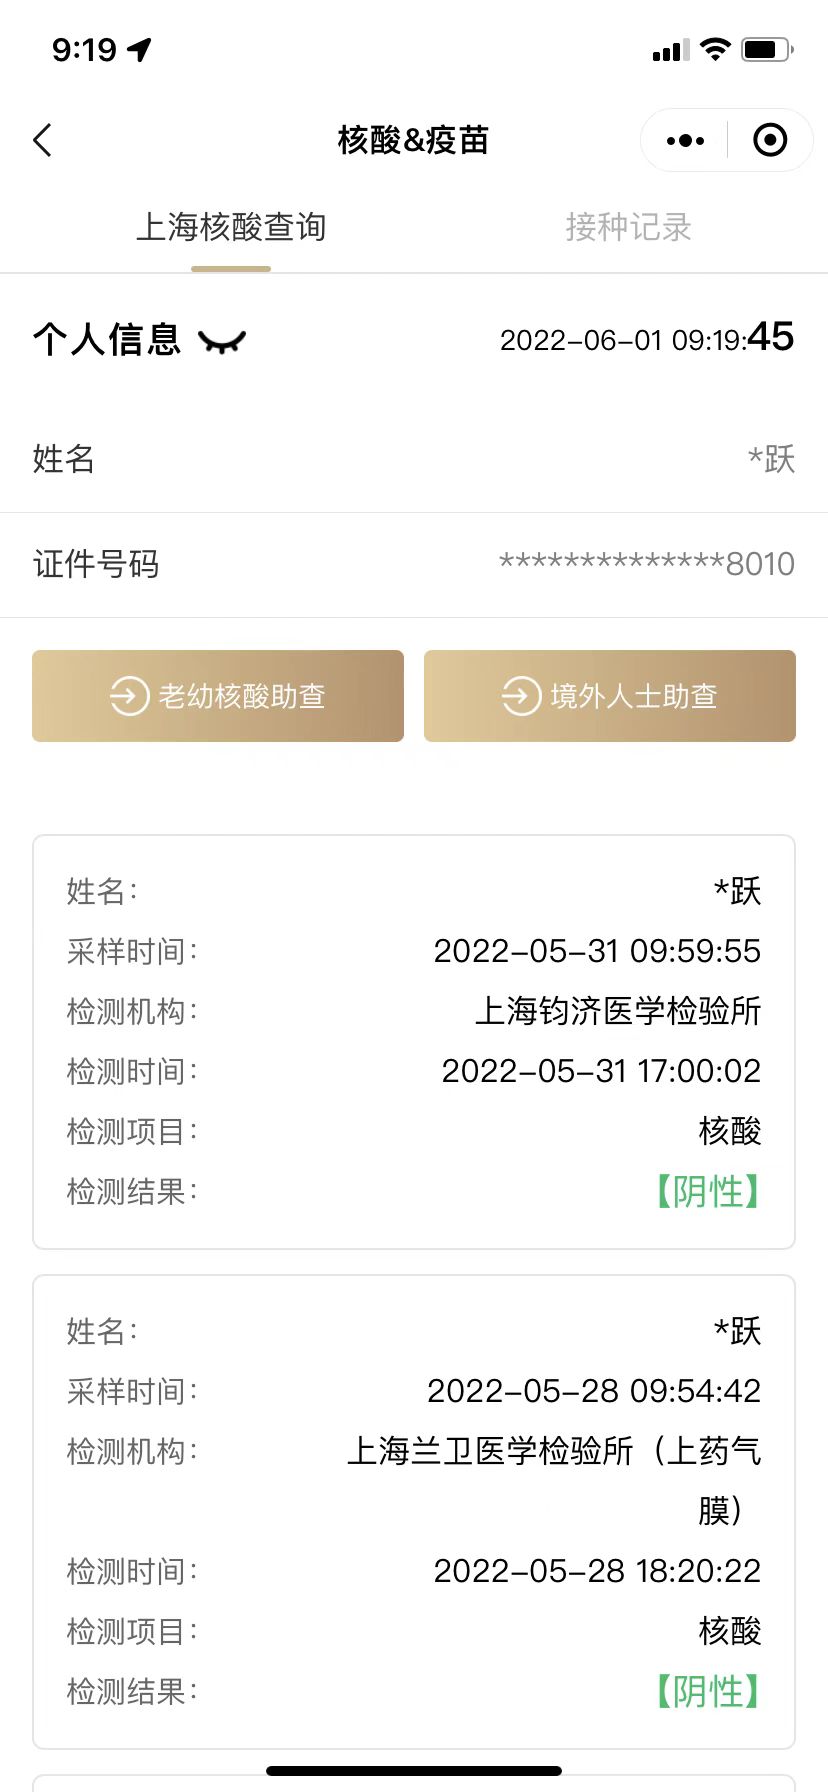 9:19
核酸&疫苗
上海核酸查询
接种记录
个人信息
2022-06-01 09:19:45
姓名
*跃
证件号码
**************8010
老幼核酸助查
境外人士助查
姓名:
*跃
采样时间:
2022-05-31 09:59:55
检测机构:
上海钧济医学检验所
检测时间:
2022-05-31 17:00:02
检测项目:
核酸
检测结果:
【阴性】
姓名:
*跃
采样时间:
2022-05-28 09:54:42
检测机构:
上海兰卫医学检验所（上药气
膜）
检测时间:
2022-05-28 18:20:22
检测项目:
核酸
检测结果:
【阴性】